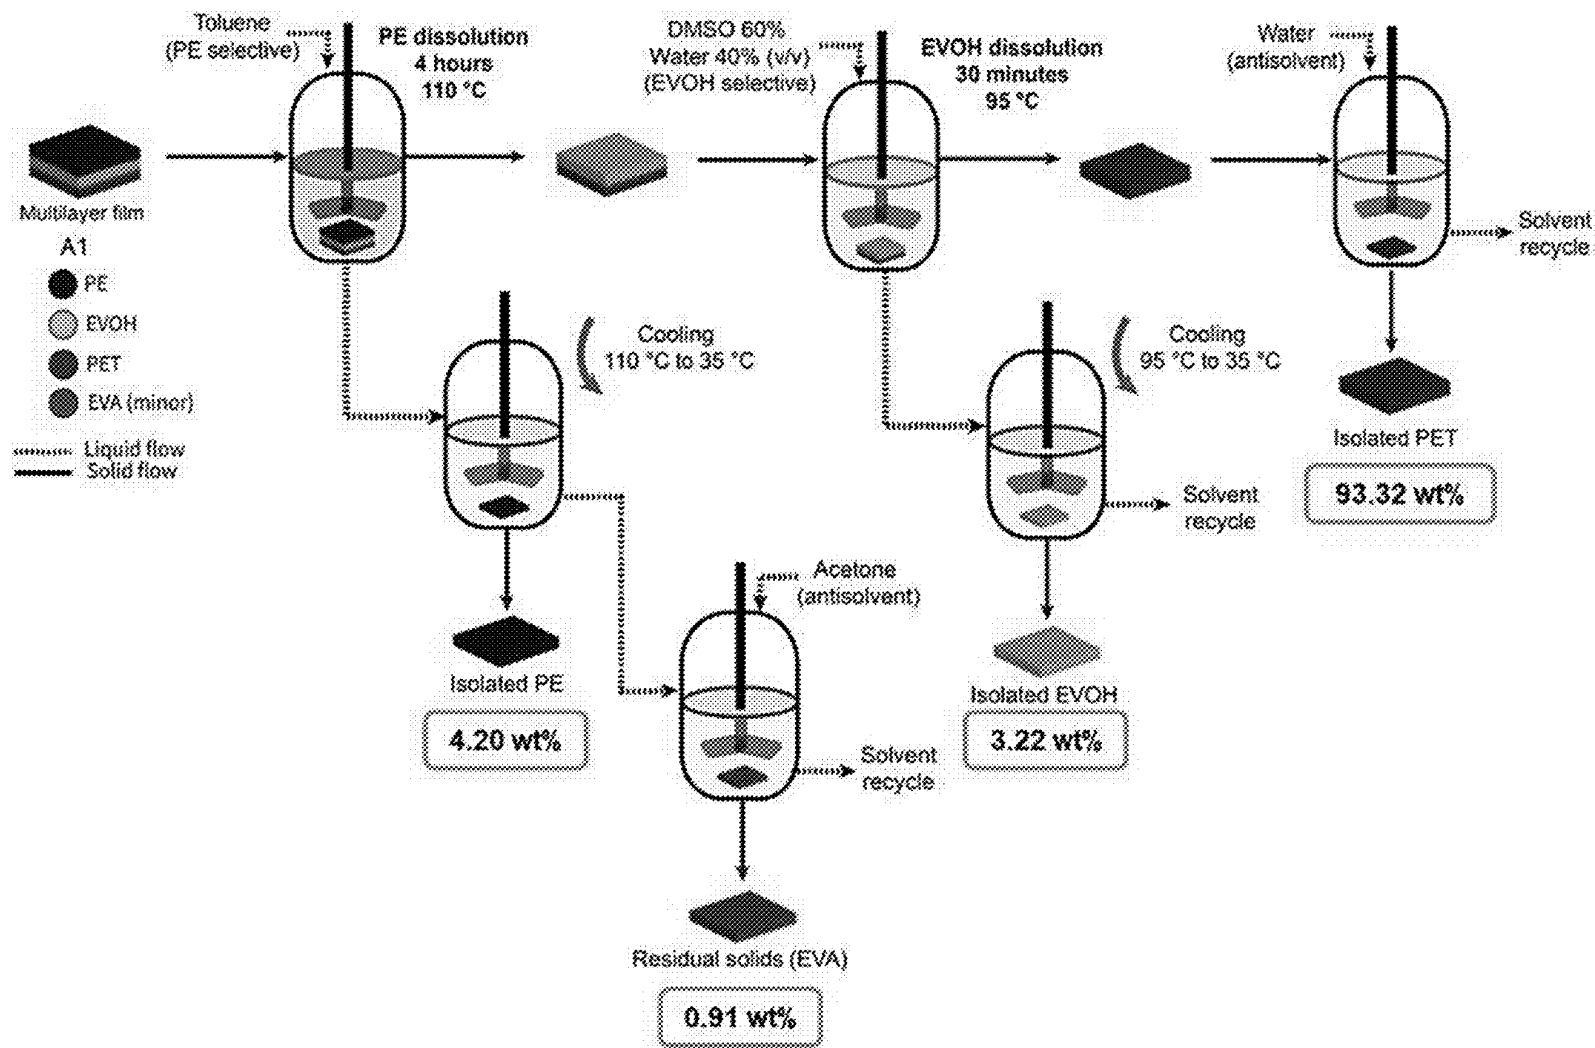 Toluene
(PE selective)
PE dissolution
4 hours
110 °C
DMSO 60%
Water 40% (v/v)
(EVOH selective)
EVOH dissolution
30 minutes
95 °C
Water
(antisolvent)
Multilayer film
A1
PE
EVOH
PET
EVA (minor)
Liquid flow
Solid flow
Cooling
110 °C to 35 °C
Cooling
95 °C to 35 °C
Solvent
recycle
Isolated PET
93.32 wt%
Solvent
recycle
Acetone
(antisolvent)
Isolated PE
4.20 wt%
Isolated EVOH
3.22 wt%
Solvent
recycle
Residual solids (EVA)
0.91 wt%